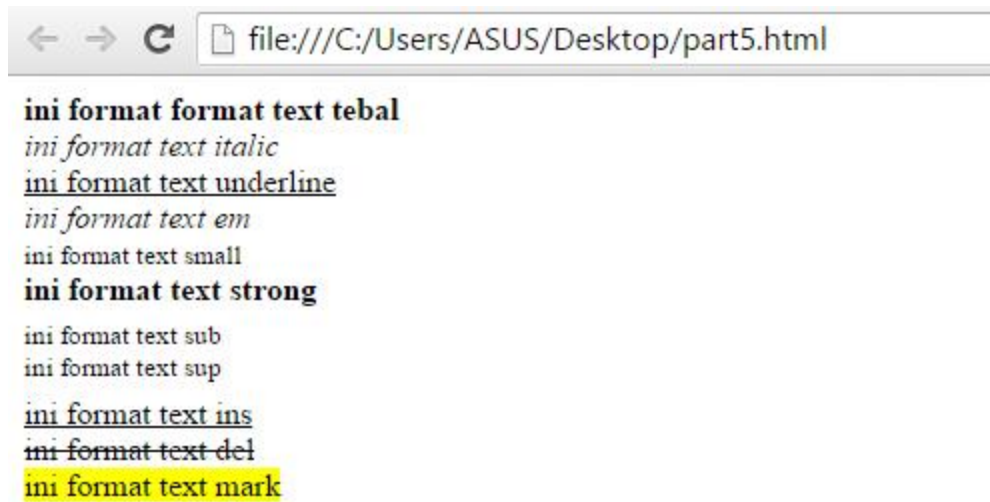 file:///C:/Users/ASUS/Desktop/part5.html
ini format format text tebal
ini format text italic
ini format text underline
ini format text em
ini format text small
ini format text strong
ini format text sub
ini format text sup
ini format text ins
ini format text del
ini format text mark